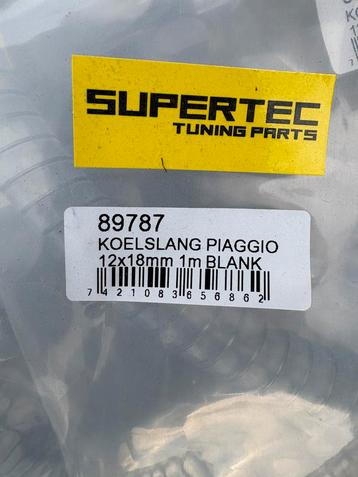 SUPERTEC
TUNING PARTS
89787
KOELSLANG PIAGGIO
12x18mm 1m BLANK
7421083656862